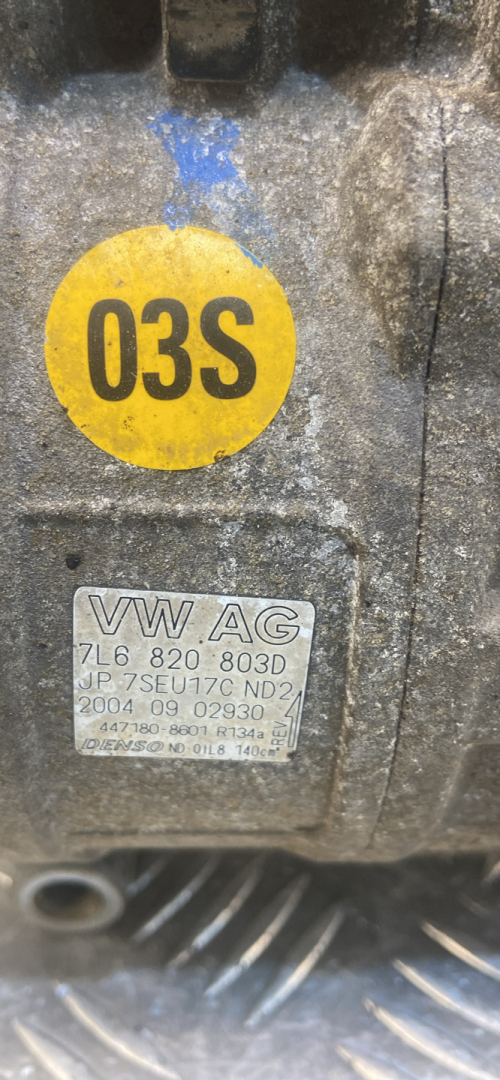 03S
VW AG
7L6 820 803D
JP 7SEU17C ND2
2004 09 02930
447180-8601 R134a
DENSO ND OIL8 140cm³
REV